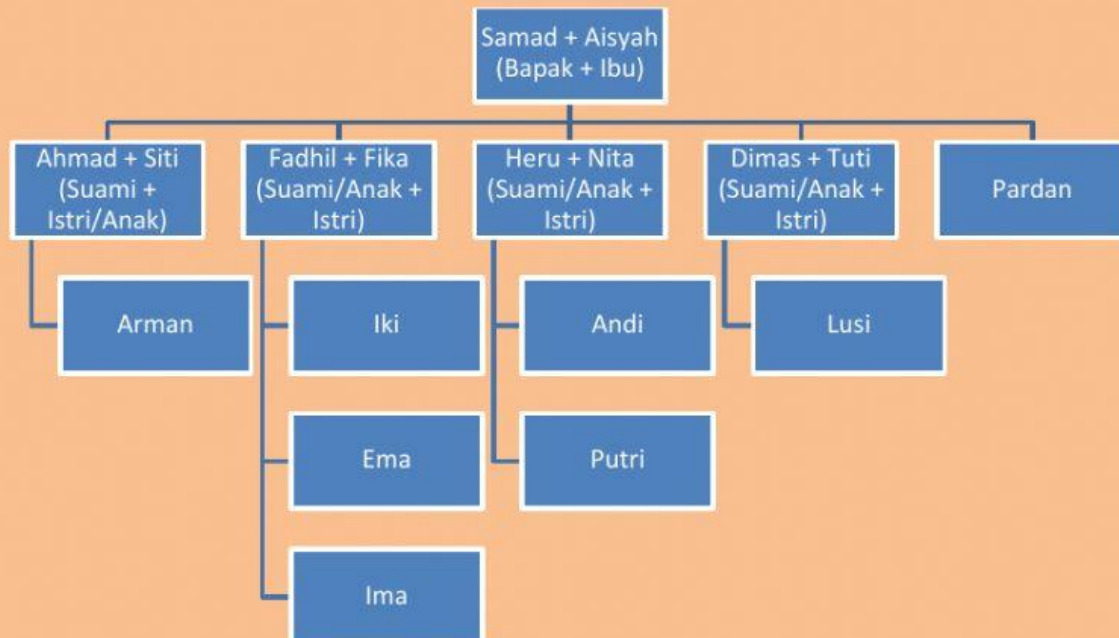 Samad + Aisyah
(Bapak + Ibu)
Ahmad + Siti
(Suami +
Istri/Anak)
Fadhil + Fika
(Suami/Anak +
Istri)
Heru + Nita
(Suami/Anak +
Istri)
Dimas + Tuti
(Suami/Anak +
Istri)
Pardan
Arman
Iki
Andi
Lusi
Ema
Putri
Ima